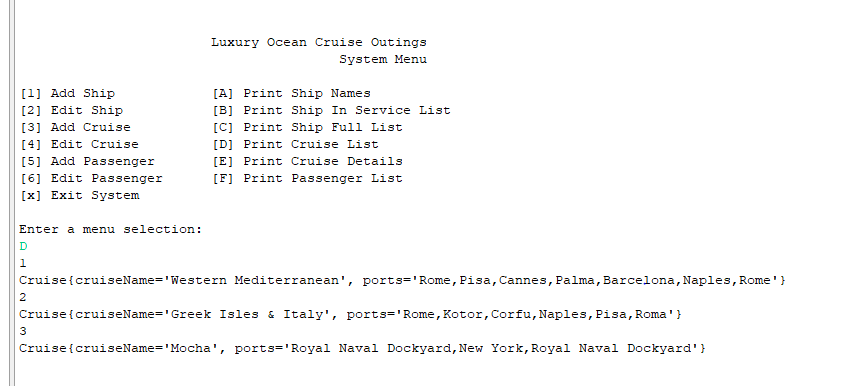 Luxury Ocean Cruise Outings
System Menu
[1] Add Ship [A] Print Ship Names
[2] Edit Ship [B] Print Ship In Service List
[3] Add Cruise [C] Print Ship Full List
[4] Edit Cruise [D] Print Cruise List
[5] Add Passenger [E] Print Cruise Details
[6] Edit Passenger [F] Print Passenger List
[x] Exit System
Enter a menu selection:
D
1
Cruise{cruiseName='Western Mediterranean', ports='Rome,Pisa,Cannes,Palma,Barcelona,Naples,Rome'}
2
Cruise{cruiseName='Greek Isles & Italy', ports='Rome,Kotor,Corfu,Naples,Pisa,Roma'}
3
Cruise{cruiseName='Mocha', ports='Royal Naval Dockyard,New York,Royal Naval Dockyard'}